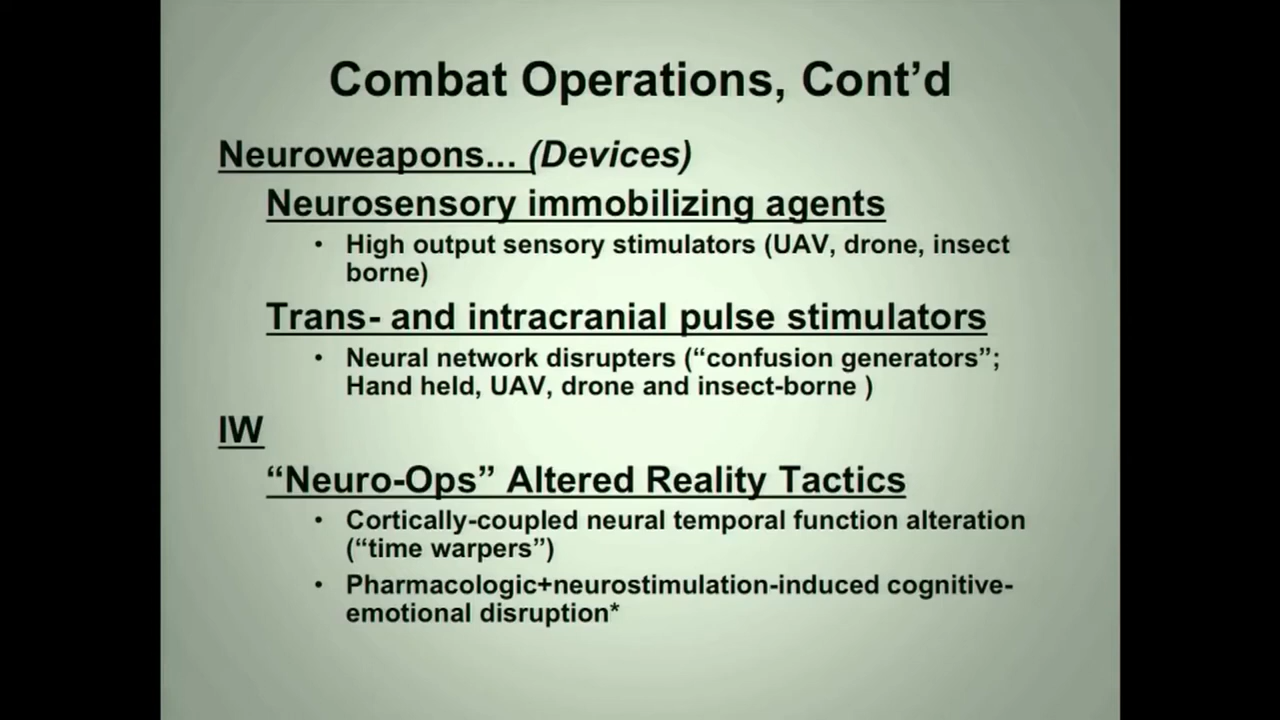 Combat Operations, Cont’d
Neuroweapons... (Devices)
Neurosensory immobilizing agents
• High output sensory stimulators (UAV, drone, insect
borne)
Trans- and intracranial pulse stimulators
• Neural network disrupters (“confusion generators”;
Hand held, UAV, drone and insect-borne )
IW
“Neuro-Ops” Altered Reality Tactics
• Cortically-coupled neural temporal function alteration
(“time warpers”)
• Pharmacologic+neurostimulation-induced cognitive-
emotional disruption*